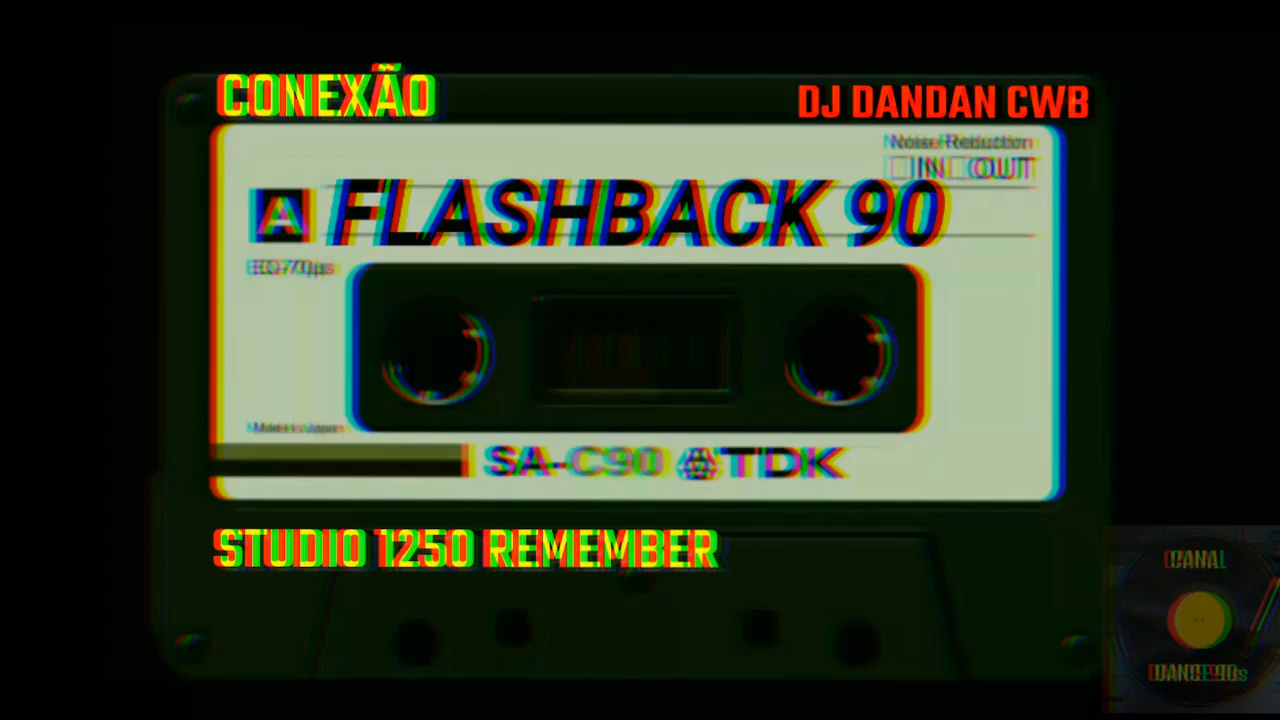 CONEXÃO
DJ DANDAN CWB
Noise Reduction
IN OUT
A FLASHBACK 90
EQ-70µs
Made in Japan
SA-C90 TDK
STUDIO 1250 REMEMBER
CANAL
DANCE 90s